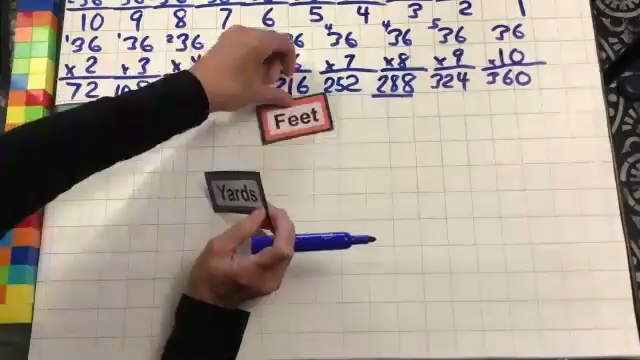 10 9 8 7 6 5 4 3 2 1
36 36 36 36 36 36 36 36
x 2 x 3 x 7 x 8 x 9 x 10
72 216 252 288 324 360
Feet
Yards